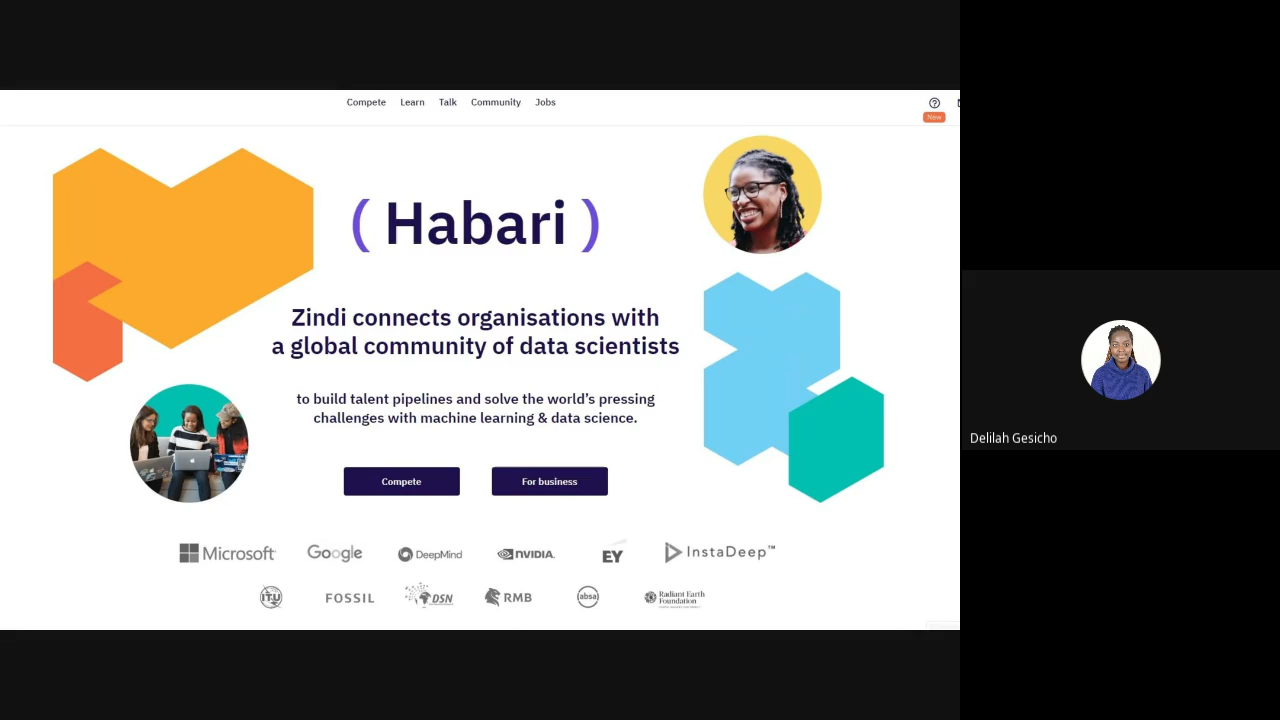 Compete Learn Talk Community Jobs
New
( Habari )
Zindi connects organisations with
a global community of data scientists
to build talent pipelines and solve the world's pressing
challenges with machine learning & data science.
Compete For business
Microsoft Google DeepMind NVIDIA. EY InstaDeep™
ITU FOSSIL DSN RMB absa Radiant Earth
Foundation
Delilah Gesicho